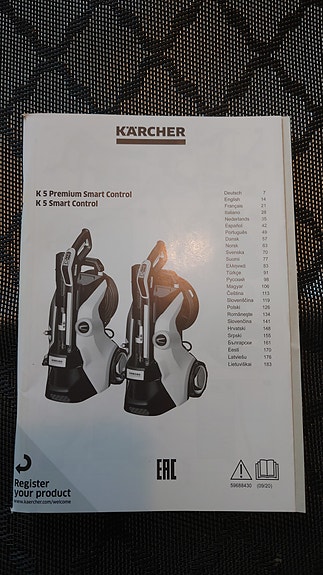 KÄRCHER
K 5 Premium Smart Control
K 5 Smart Control
Deutsch 7
English 14
Français 21
Italiano 28
Nederlands 35
Español 42
Português 49
Dansk 57
Norsk 63
Svenska 70
Suomi 77
Ελληνικά 83
Türkçe 91
Русский 98
Magyar 106
Čeština 113
Slovenščina 119
Polski 126
Românește 134
Slovenčina 141
Hrvatski 148
Srpski 155
Български 161
Eesti 170
Latviešu 176
Lietuviškai 183
Register
your product
www.kaercher.com/welcome
EAC
59688430 (09/20)